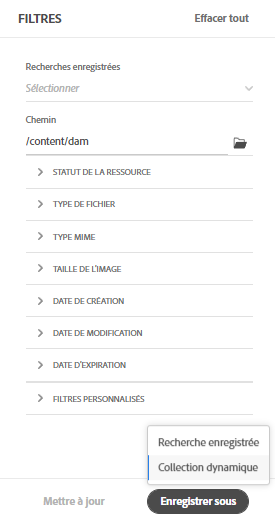 FILTRES
Effacer tout
Recherches enregistrées
Sélectionner
Chemin
/content/dam
STATUT DE LA RESSOURCE
TYPE DE FICHIER
TYPE MIME
TAILLE DE L'IMAGE
DATE DE CRÉATION
DATE DE MODIFICATION
DATE D'EXPIRATION
FILTRES PERSONNALISÉS
Recherche enregistrée
Collection dynamique
Mettre à jour
Enregistrer sous